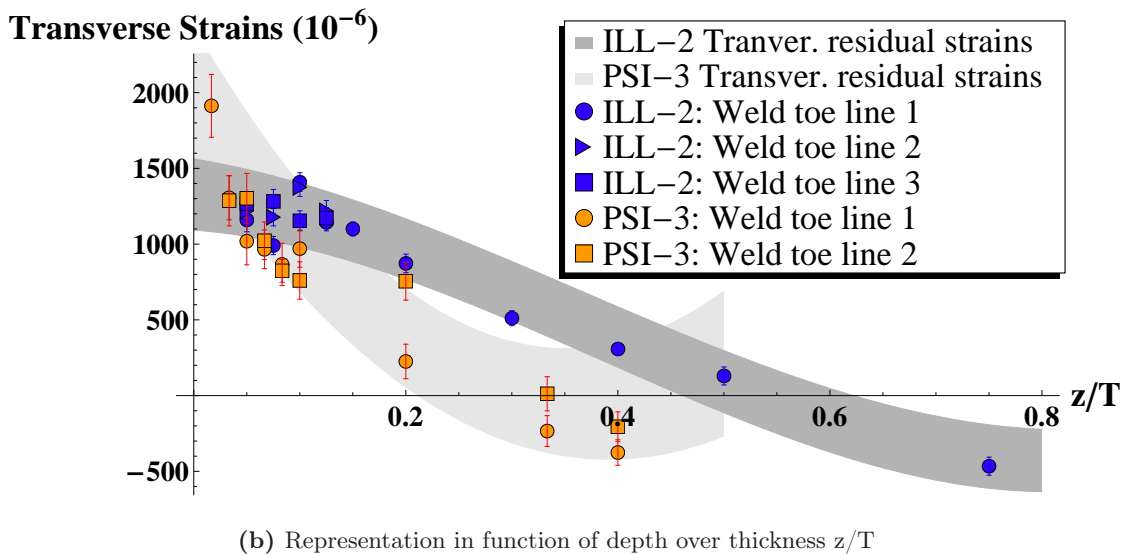 Transverse Strains (10−6)
ILL−2 Tranver. residual strains
PSI−3 Transver. residual strains
ILL−2: Weld toe line 1
ILL−2: Weld toe line 2
ILL−2: Weld toe line 3
PSI−3: Weld toe line 1
PSI−3: Weld toe line 2
2000
1500
1000
500
−500
0.2
0.4
0.6
0.8
z/T
(b) Representation in function of depth over thickness z/T